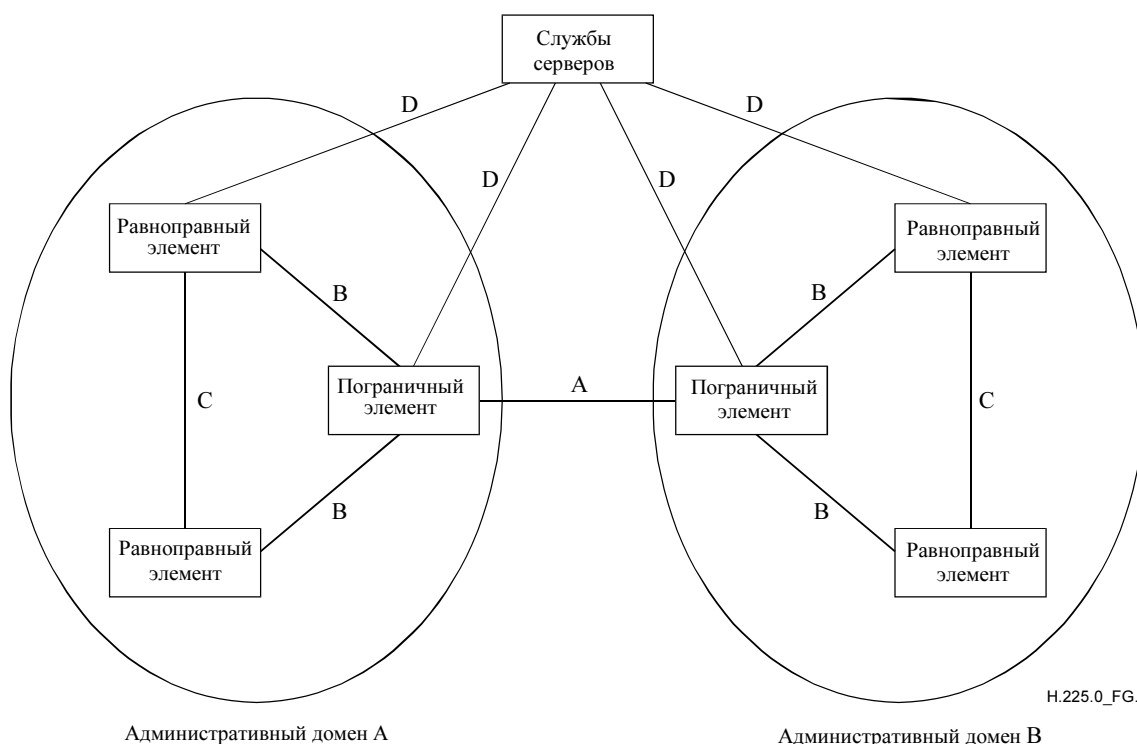 Службы
серверов
D
D
D
D
Равноправный
элемент
Равноправный
элемент
B
B
Пограничный
элемент
A
Пограничный
элемент
C
C
B
B
Равноправный
элемент
Равноправный
элемент
H.225.0_FG.
Административный домен A
Административный домен B